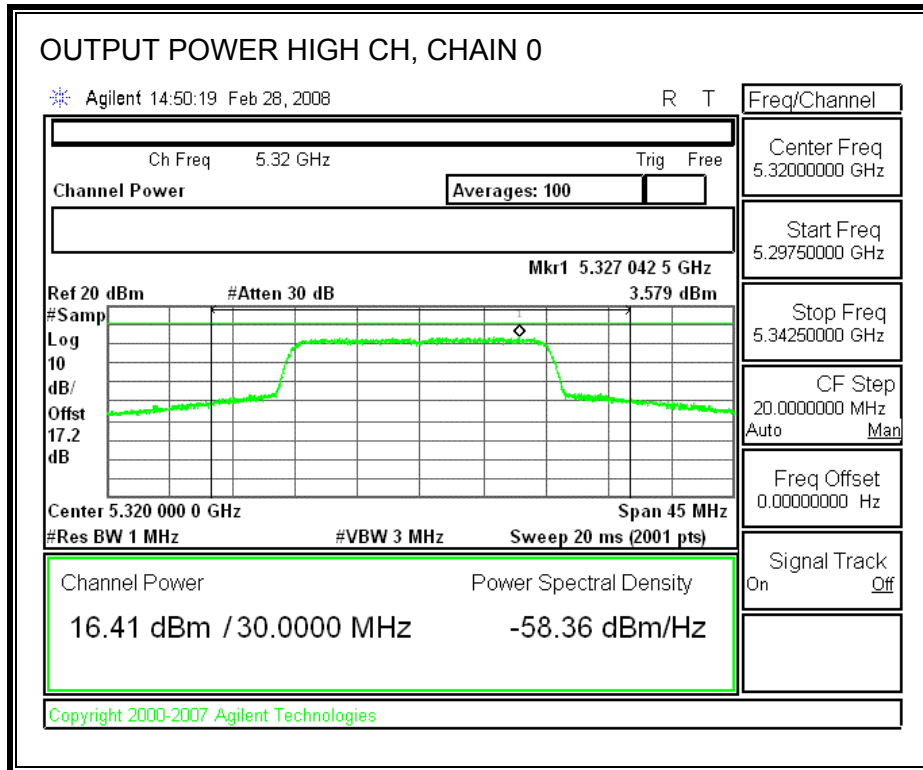 OUTPUT POWER HIGH CH, CHAIN 0
Agilent 14:50:19 Feb 28, 2008 R T
Freq/Channel
Ch Freq 5.32 GHz Trig Free
Channel Power Averages: 100
Mkr1 5.327 042 5 GHz
Ref 20 dBm #Atten 30 dB 3.579 dBm
#Samp
Log
10
dB/
Offst
17.2
dB
1
Center 5.320 000 0 GHz Span 45 MHz
#Res BW 1 MHz #VBW 3 MHz Sweep 20 ms (2001 pts)
Channel Power Power Spectral Density
16.41 dBm / 30.0000 MHz -58.36 dBm/Hz
Center Freq
5.32000000 GHz
Start Freq
5.29750000 GHz
Stop Freq
5.34250000 GHz
CF Step
20.0000000 MHz
Auto Man
Freq Offset
0.00000000 Hz
Signal Track
On Off
Copyright 2000-2007 Agilent Technologies